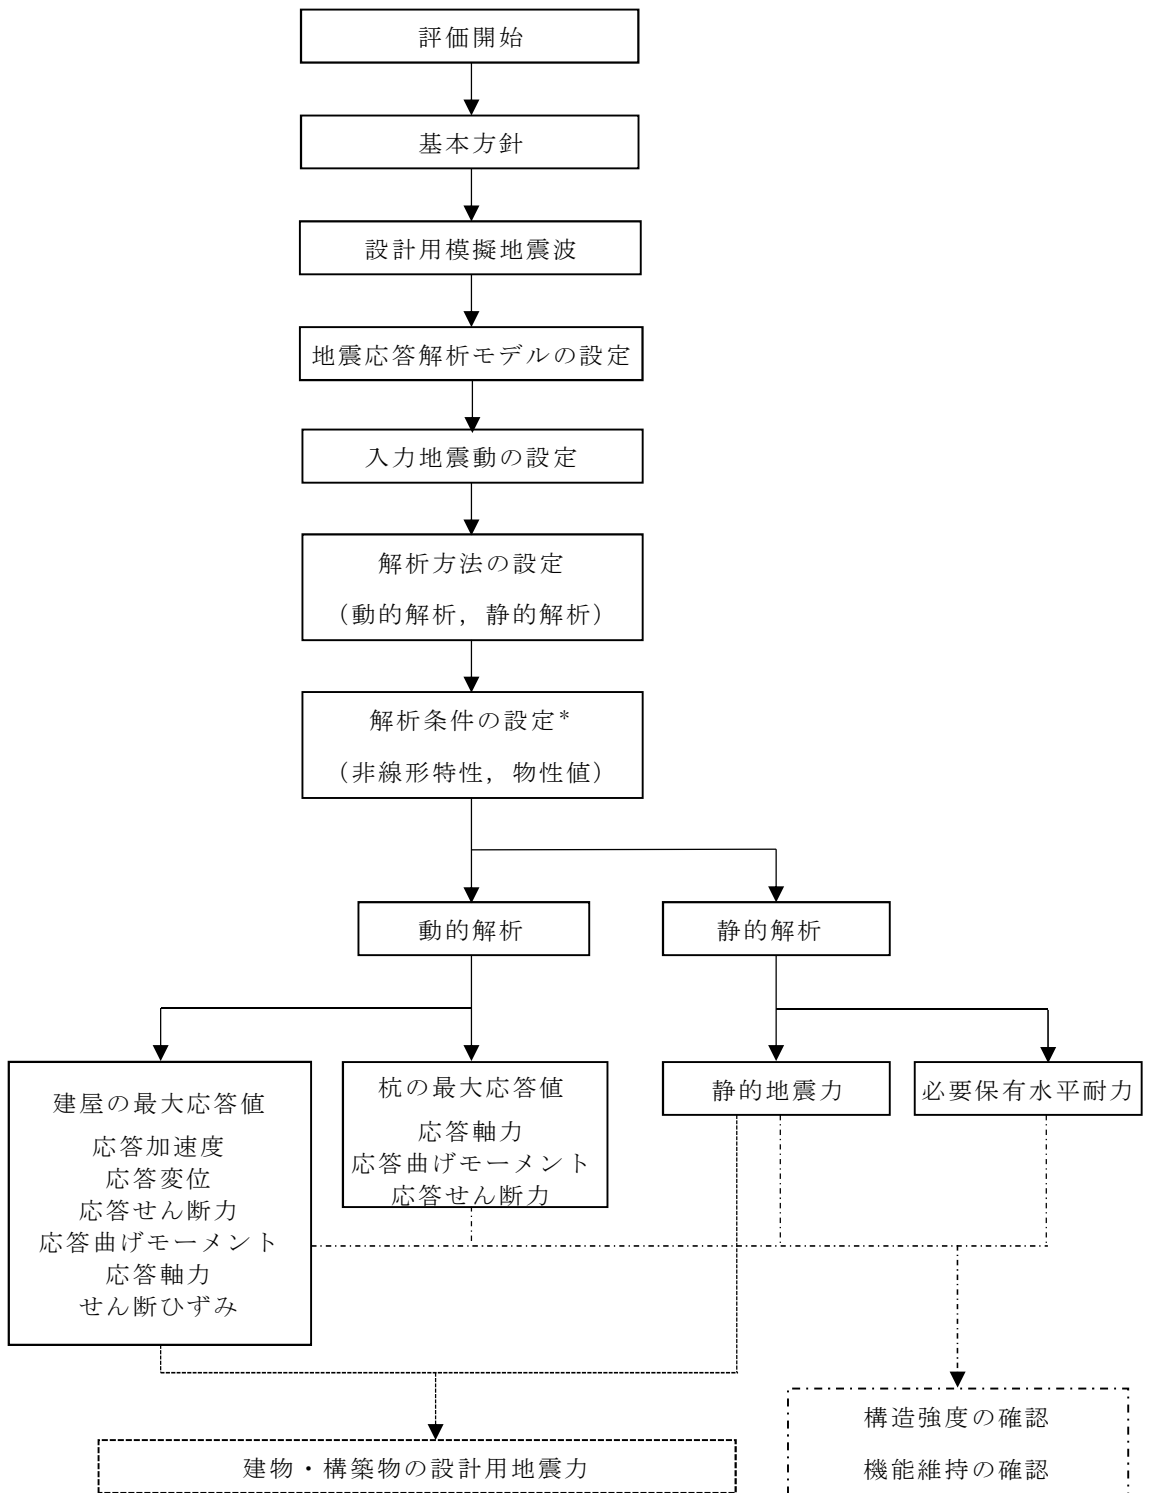 評価開始
基本方針
設計用模擬地震波
地震応答解析モデルの設定
入力地震動の設定
解析方法の設定
（動的解析，静的解析）
解析条件の設定*
（非線形特性，物性値）
動的解析
静的解析
建屋の最大応答値
応答加速度
応答変位
応答せん断力
応答曲げモーメント
応答軸力
せん断ひずみ
杭の最大応答値
応答軸力
応答曲げモーメント
応答せん断力
静的地震力
必要保有水平耐力
建物・構築物の設計用地震力
構造強度の確認
機能維持の確認